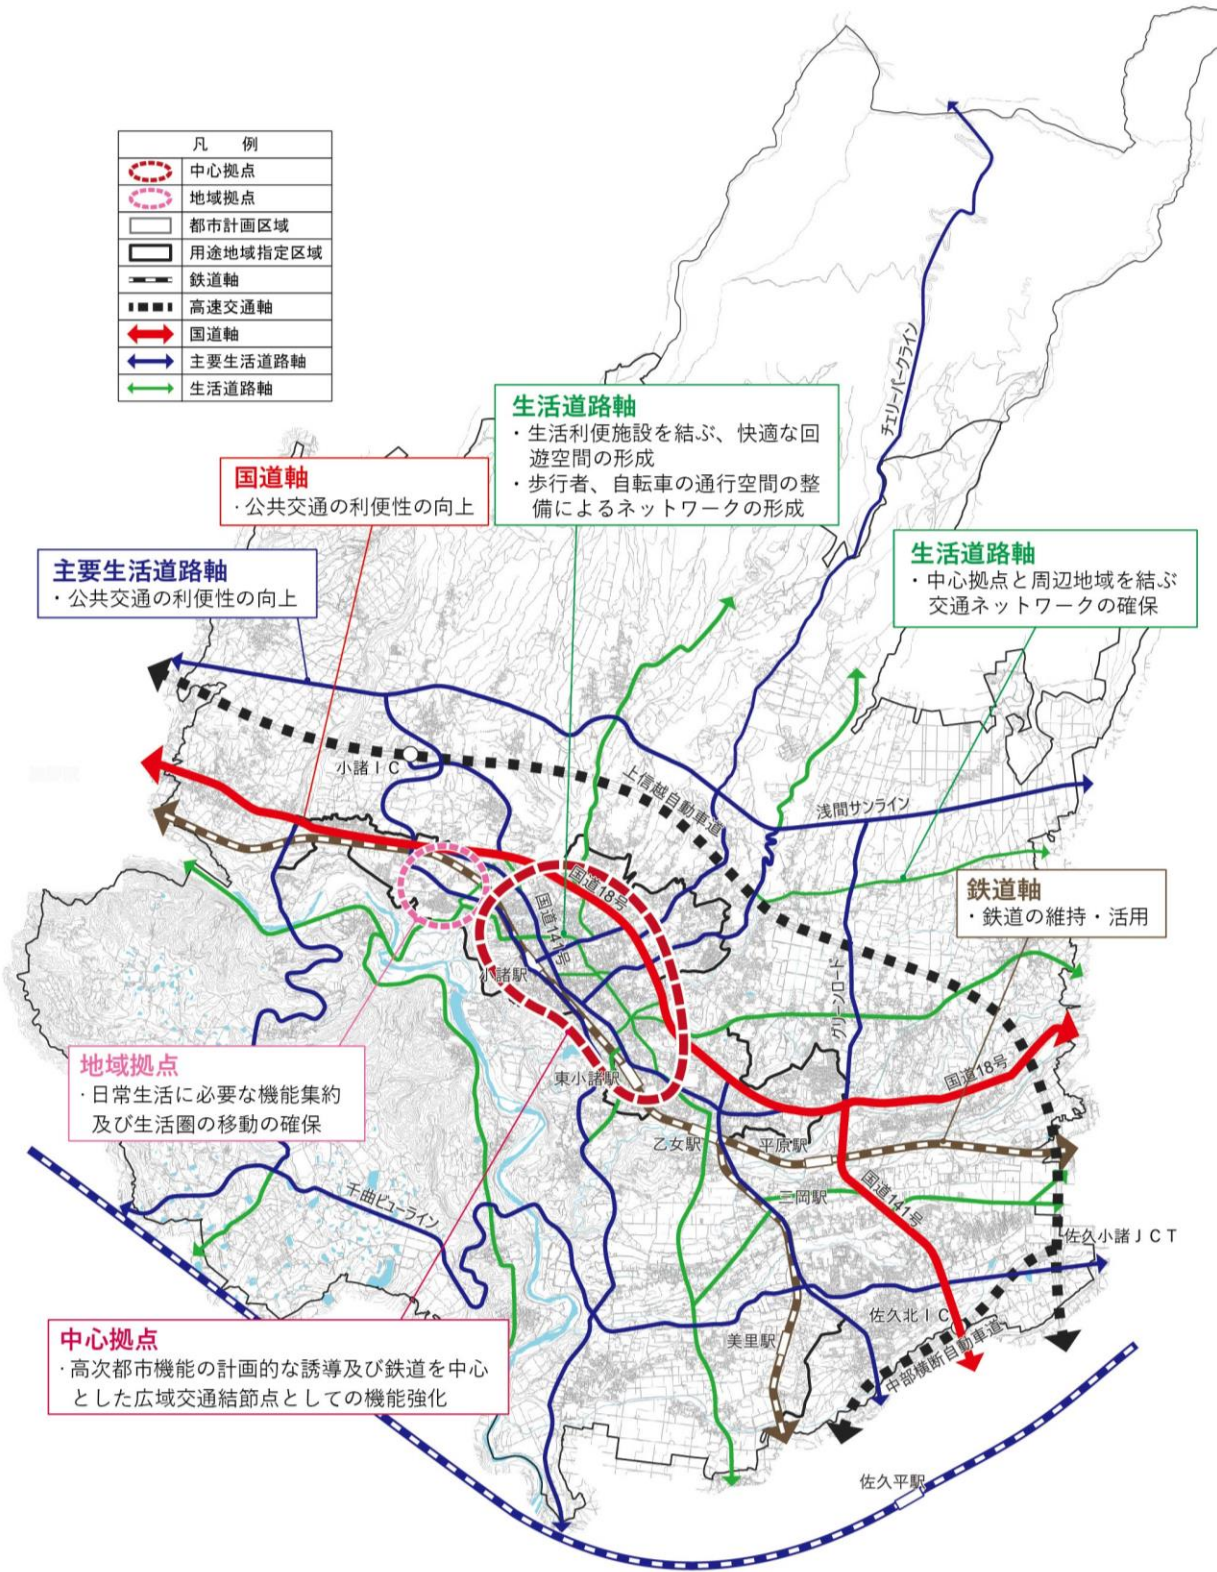 凡　例
中心拠点
地域拠点
都市計画区域
用途地域指定区域
鉄道軸
高速交通軸
国道軸
主要生活道路軸
生活道路軸
生活道路軸
・生活利便施設を結ぶ、快適な回
遊空間の形成
・歩行者、自転車の通行空間の整
備によるネットワークの形成
国道軸
・公共交通の利便性の向上
主要生活道路軸
・公共交通の利便性の向上
生活道路軸
・中心拠点と周辺地域を結ぶ
交通ネットワークの確保
チェリーパークライン
小諸ＩＣ
上信越自動車道
浅間サンライン
鉄道軸
・鉄道の維持・活用
国道18号
国道141号
小諸駅
グリーンロード
地域拠点
・日常生活に必要な機能集約
及び生活圏の移動の確保
東小諸駅
国道18号
乙女駅
平原駅
三岡駅
国道141号
千曲ビューライン
佐久小諸ＪＣＴ
佐久北ＩＣ
美里駅
中部横断自動車道
中心拠点
・高次都市機能の計画的な誘導及び鉄道を中心
とした広域交通結節点としての機能強化
佐久平駅